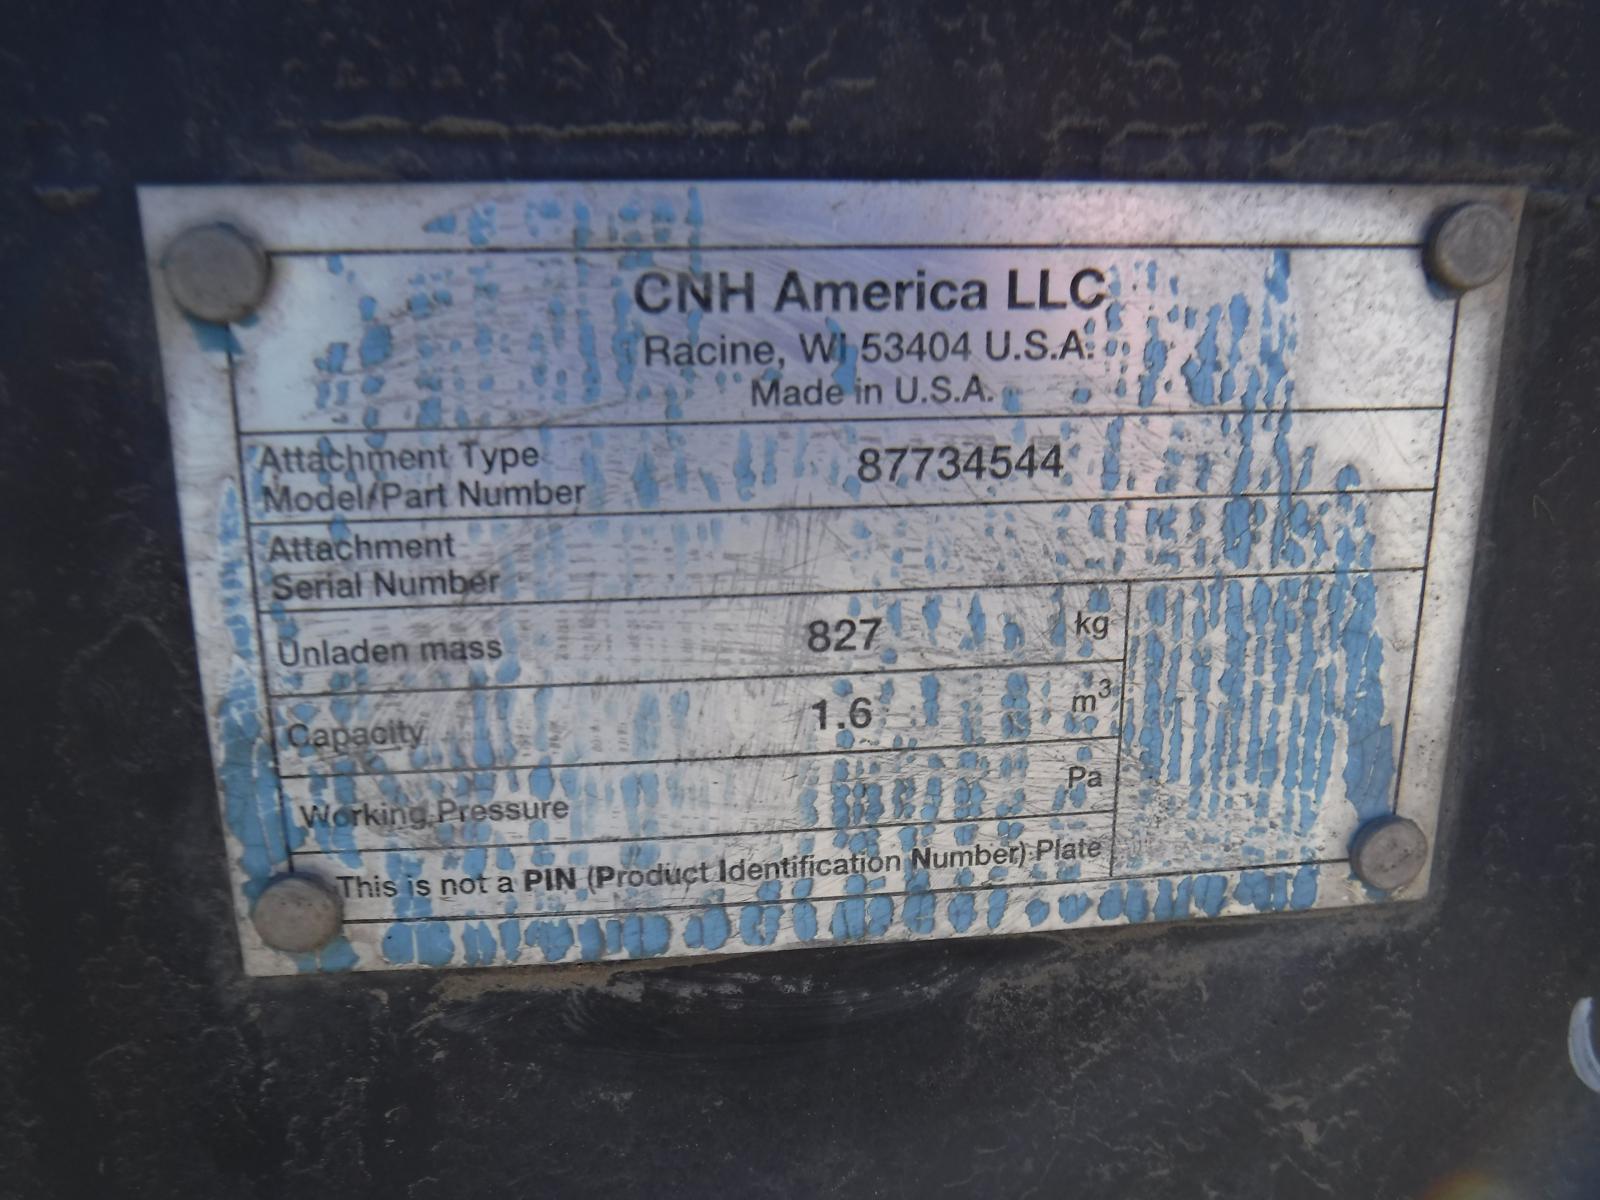 CNH America LLC
Racine, WI 53404 U.S.A.
Made in U.S.A.
Attachment Type
Model/Part Number 87734544
Attachment
Serial Number
Unladen mass 827 kg
Capacity 1.6 m³
Working Pressure Pa
This is not a PIN (Product Identification Number) Plate